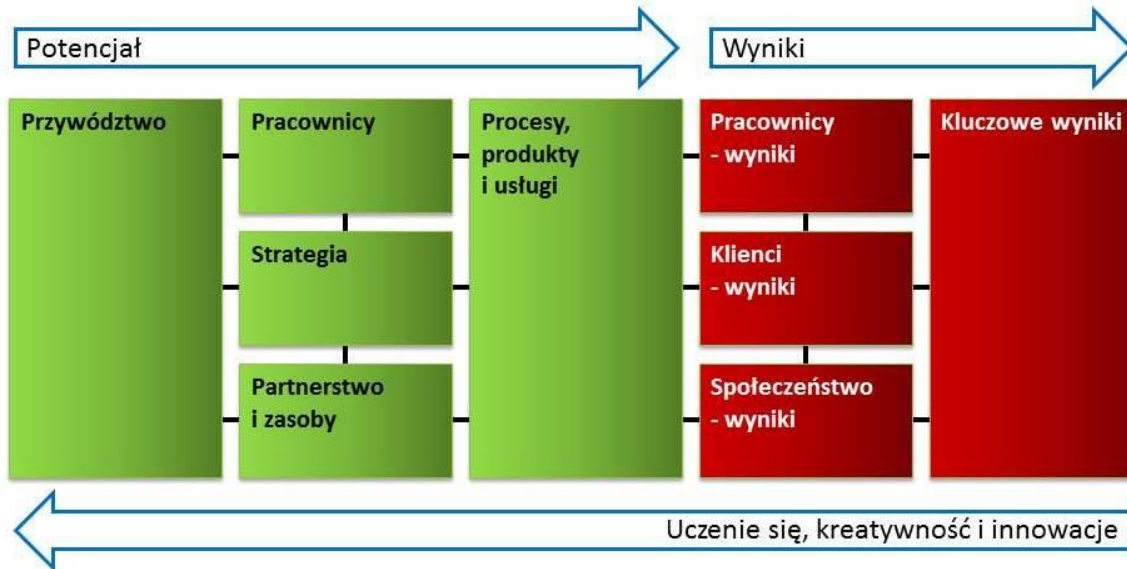 Potencjał
Wyniki
Przywództwo
Pracownicy
Strategia
Partnerstwo
i zasoby
Procesy,
produkty
i usługi
Pracownicy
- wyniki
Klienci
- wyniki
Społeczeństwo
- wyniki
Kluczowe wyniki
Uczenie się, kreatywność i innowacje